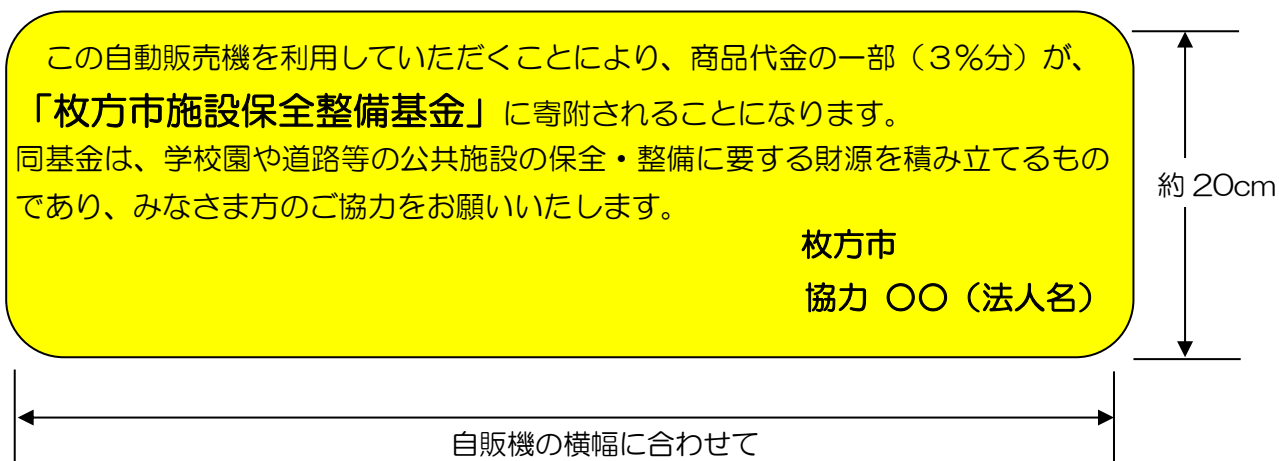 この自動販売機を利用していただくことにより、商品代金の一部（３％分）が、
「枚方市施設保全整備基金」に寄附されることになります。
同基金は、学校園や道路等の公共施設の保全・整備に要する財源を積み立てるもの
であり、みなさま方のご協力をお願いいたします。
枚方市
協力 〇〇（法人名）
約 20cm
自販機の横幅に合わせて